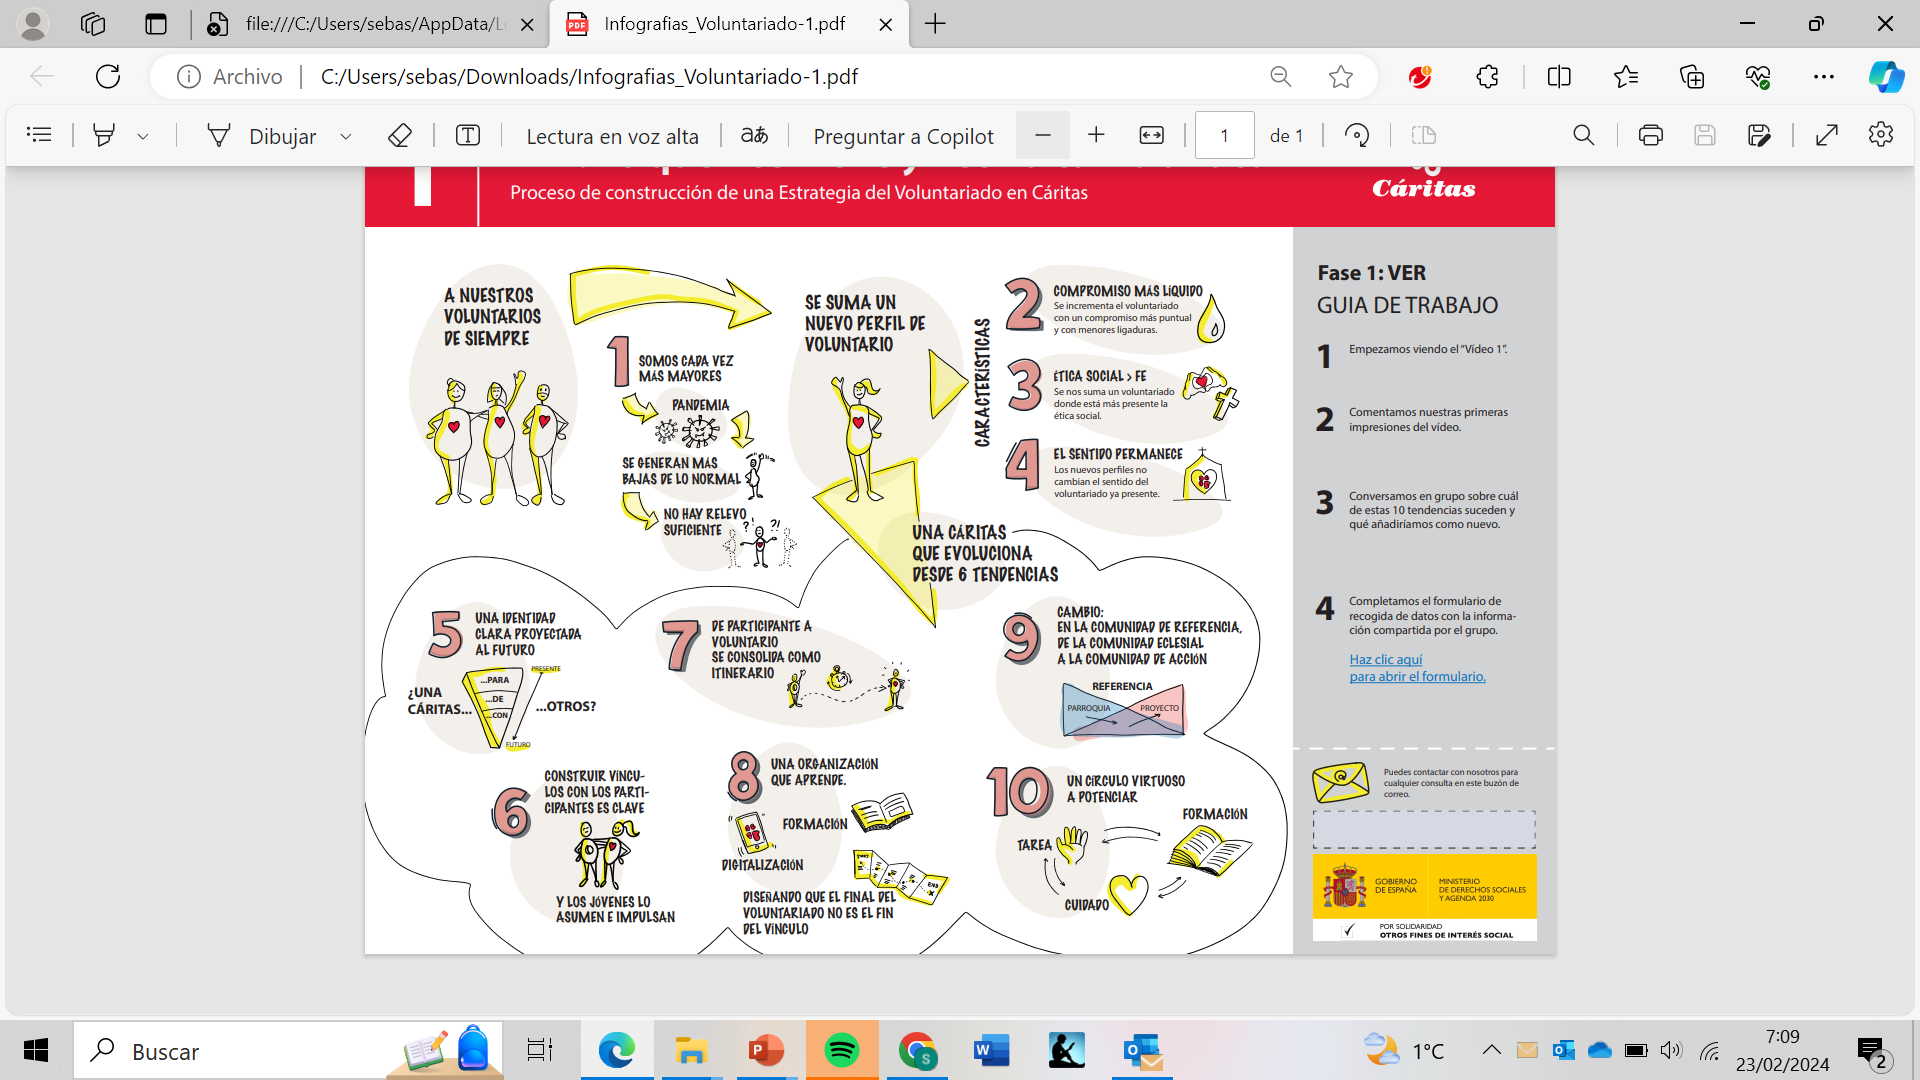 file:///C:/Users/sebas/AppData/Lo
Infografias_Voluntariado-1.pdf
Archivo
C:/Users/sebas/Downloads/Infografias_Voluntariado-1.pdf
Dibujar
Lectura en voz alta
aあ
Preguntar a Copilot
1
de 1
Proceso de construcción de una Estrategia del Voluntariado en Cáritas
Cáritas
A NUESTROS
VOLUNTARIOS
DE SIEMPRE
1
SOMOS CADA VEZ
MÁS MAYORES
PANDEMIA
SE GENERAN MÁS
BAJAS DE LO NORMAL
NO HAY RELEVO
SUFICIENTE
? ?!
SE SUMA UN
NUEVO PERFIL DE
VOLUNTARIO
CARACTERÍSTICAS
2
COMPROMISO MÁS LÍQUIDO
Se incrementa el voluntariado
con un compromiso más puntual
y con menores ligaduras.
3
ÉTICA SOCIAL > FE
Se nos suma un voluntariado
donde está más presente la
ética social.
4
EL SENTIDO PERMANECE
Los nuevos perfiles no
cambian el sentido del
voluntariado ya presente.
UNA CÁRITAS
QUE EVOLUCIONA
DESDE 6 TENDENCIAS
5
UNA IDENTIDAD
CLARA PROYECTADA
AL FUTURO
¿UNA
CÁRITAS...
...PARA
...DE
...CON
PRESENTE
FUTURO
...OTROS?
6
CONSTRUIR VÍNCU-
LOS CON LOS PARTI-
CIPANTES ES CLAVE
Y LOS JÓVENES LO
ASUMEN E IMPULSAN
7
DE PARTICIPANTE A
VOLUNTARIO
SE CONSOLIDA COMO
ITINERARIO
8
UNA ORGANIZACIÓN
QUE APRENDE.
FORMACIÓN
DIGITALIZACIÓN
END
DISEÑANDO QUE EL FINAL DEL
VOLUNTARIADO NO ES EL FIN
DEL VÍNCULO
9
CAMBIO:
EN LA COMUNIDAD DE REFERENCIA,
DE LA COMUNIDAD ECLESIAL
A LA COMUNIDAD DE ACCIÓN
REFERENCIA
PARROQUIA
PROYECTO
10
UN CÍRCULO VIRTUOSO
A POTENCIAR
FORMACIÓN
TAREA
CUIDADO
Fase 1: VER
GUIA DE TRABAJO
1
Empezamos viendo el “Vídeo 1”.
2
Comentamos nuestras primeras
impresiones del vídeo.
3
Conversamos en grupo sobre cuál
de estas 10 tendencias suceden y
qué añadiríamos como nuevo.
4
Completamos el formulario de
recogida de datos con la informa-
ción compartida por el grupo.
Haz clic aquí
para abrir el formulario.
Puedes contactar con nosotros para
cualquier consulta en este buzón de
correo.
GOBIERNO
DE ESPAÑA
MINISTERIO
DE DERECHOS SOCIALES
Y AGENDA 2030
POR SOLIDARIDAD
OTROS FINES DE INTERÉS SOCIAL
Buscar
1°C
7:09
23/02/2024
2